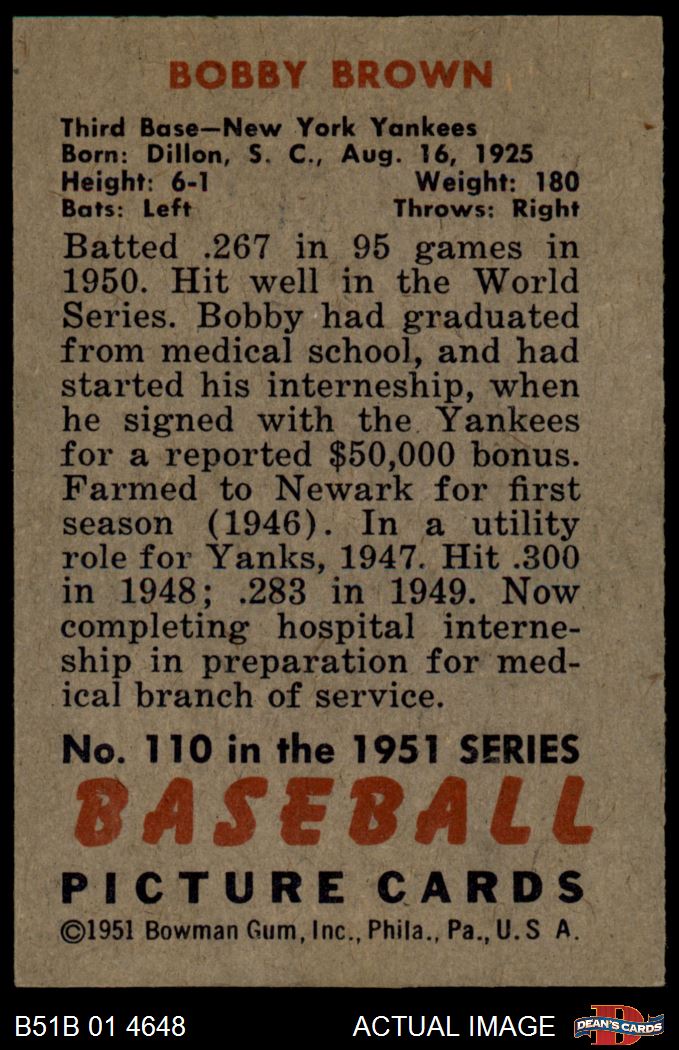 BOBBY BROWN
Third Base—New York Yankees
Born: Dillon, S. C., Aug. 16, 1925
Height: 6-1 Weight: 180
Bats: Left Throws: Right
Batted .267 in 95 games in
1950. Hit well in the World
Series. Bobby had graduated
from medical school, and had
started his interneship, when
he signed with the Yankees
for a reported $50,000 bonus.
Farmed to Newark for first
season (1946). In a utility
role for Yanks, 1947. Hit .300
in 1948; .283 in 1949. Now
completing hospital interne-
ship in preparation for med-
ical branch of service.
No. 110 in the 1951 SERIES
BASEBALL
PICTURE CARDS
©1951 Bowman Gum, Inc., Phila., Pa., U. S A.
B51B 01 4648 ACTUAL IMAGE D DEAN'S CARDS